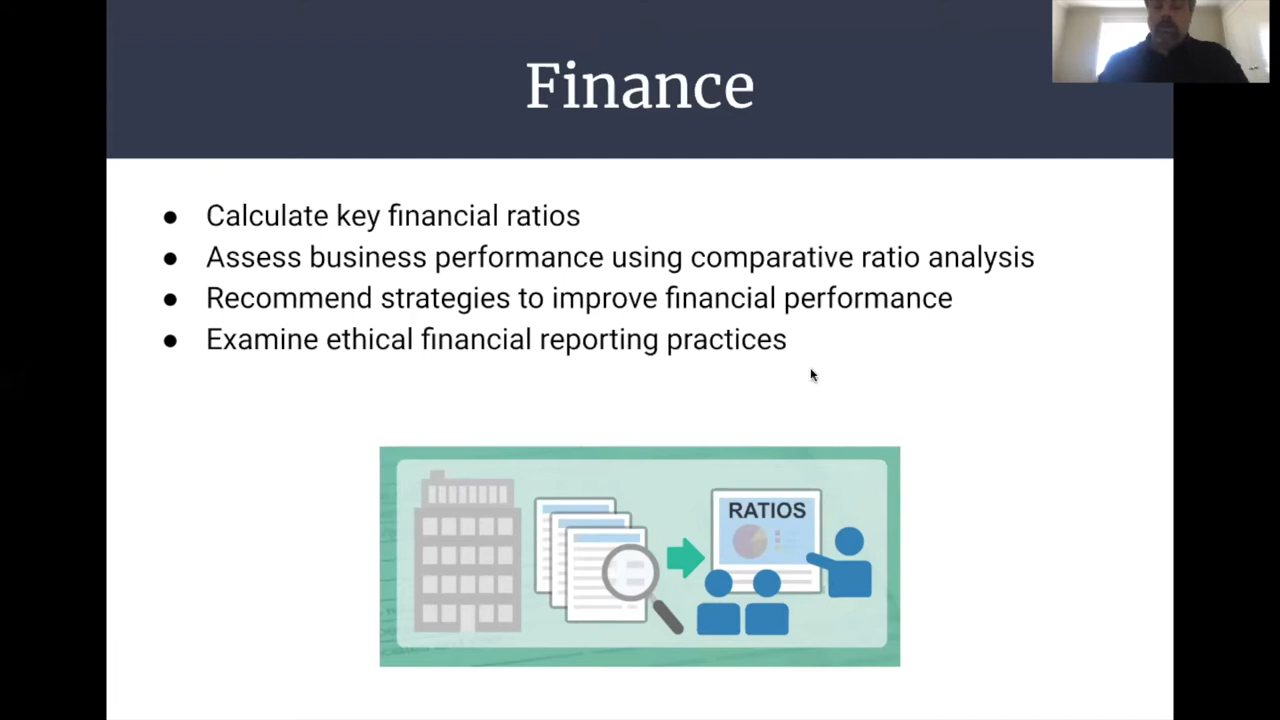 Finance
● Calculate key financial ratios
● Assess business performance using comparative ratio analysis
● Recommend strategies to improve financial performance
● Examine ethical financial reporting practices
RATIOS